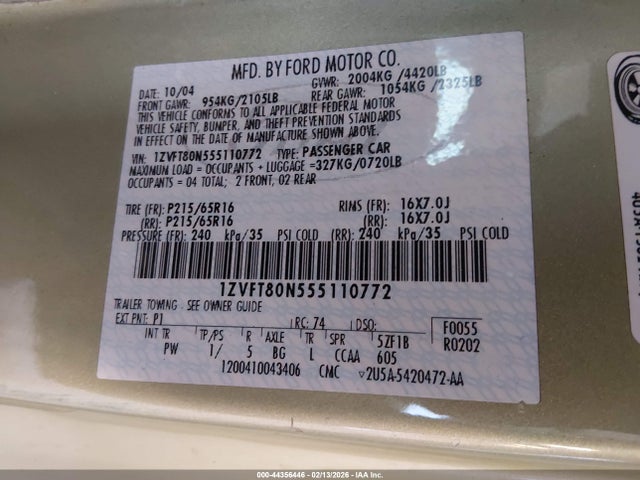 MFD. BY FORD MOTOR CO.
DATE: 10/04 GVWR: 2004KG /4420LB
FRONT GAWR: 954KG /2105LB REAR GAWR: 1054KG /2325LB
THIS VEHICLE CONFORMS TO ALL APPLICABLE FEDERAL MOTOR
VEHICLE SAFETY, BUMPER, AND THEFT PREVENTION STANDARDS
IN EFFECT ON THE DATE OF MANUFACTURE SHOWN ABOVE.
VIN: 1ZVFT80N555110772 TYPE: PASSENGER CAR
MAXIMUM LOAD = OCCUPANTS + LUGGAGE =327KG/0720LB
OCCUPANTS = 04 TOTAL; 2 FRONT, 02 REAR
TIRE (FR): P215/65R16 RIMS (FR): 16X7.0J
(RR): P215/65R16 (RR): 16X7.0J
PRESSURE (FR): 240 kPa/35 PSI COLD (RR): 240 kPa/35 PSI COLD
1ZVFT80N555110772
TRAILER TOWING - SEE OWNER GUIDE
EXT PNT: P1 RC: 74 DSO: F0055
INT TR TP/PS R AXLE TR SPR 5ZF1B R0202
PW 1/ 5 BG L CCAA 605
1200410043406 CMC ▽2U5A-5420472-AA
000-44356446 - 02/13/2026 - IAAI.com